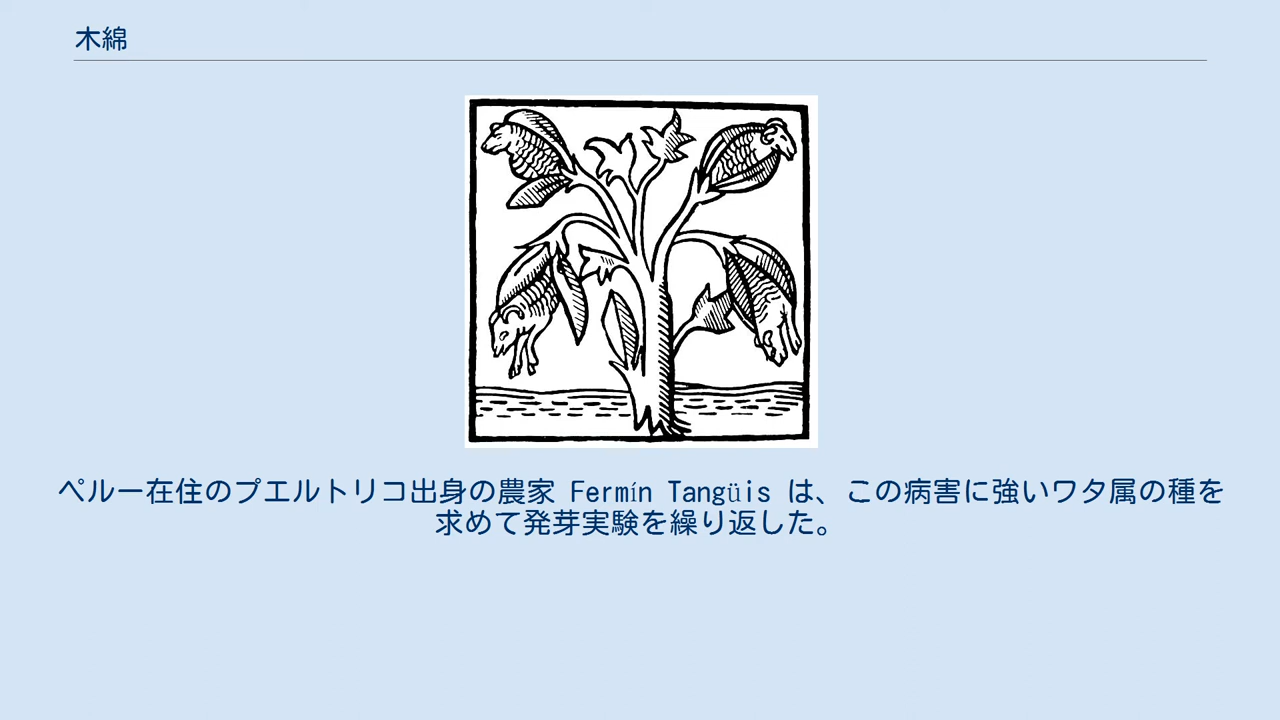 木綿
ペルー在住のプエルトリコ出身の農家 Fermín Tangüis は、この病害に強いワタ属の種を
求めて発芽実験を繰り返した。